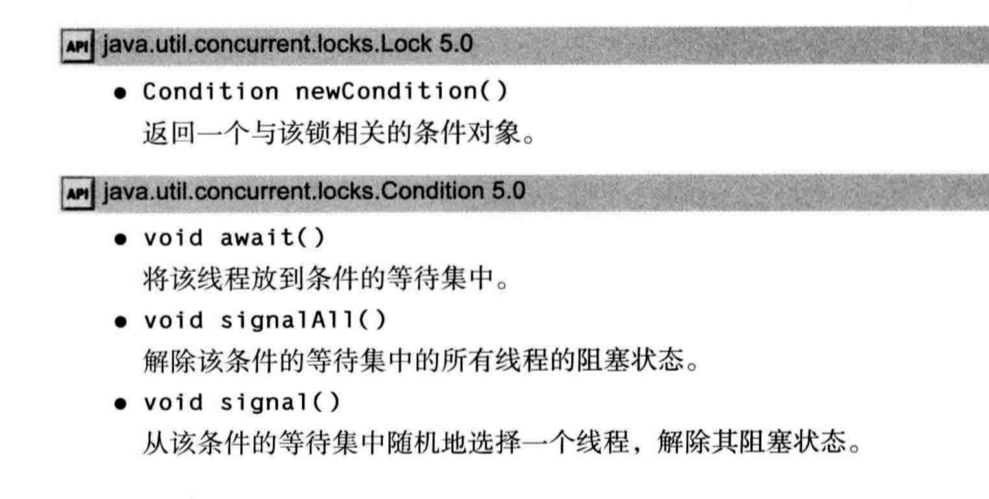 API java.util.concurrent.locks.Lock 5.0
● Condition newCondition()
返回一个与该锁相关的条件对象。
API java.util.concurrent.locks.Condition 5.0
● void await()
将该线程放到条件的等待集中。
● void signalAll()
解除该条件的等待集中的所有线程的阻塞状态。
● void signal()
从该条件的等待集中随机地选择一个线程，解除其阻塞状态。